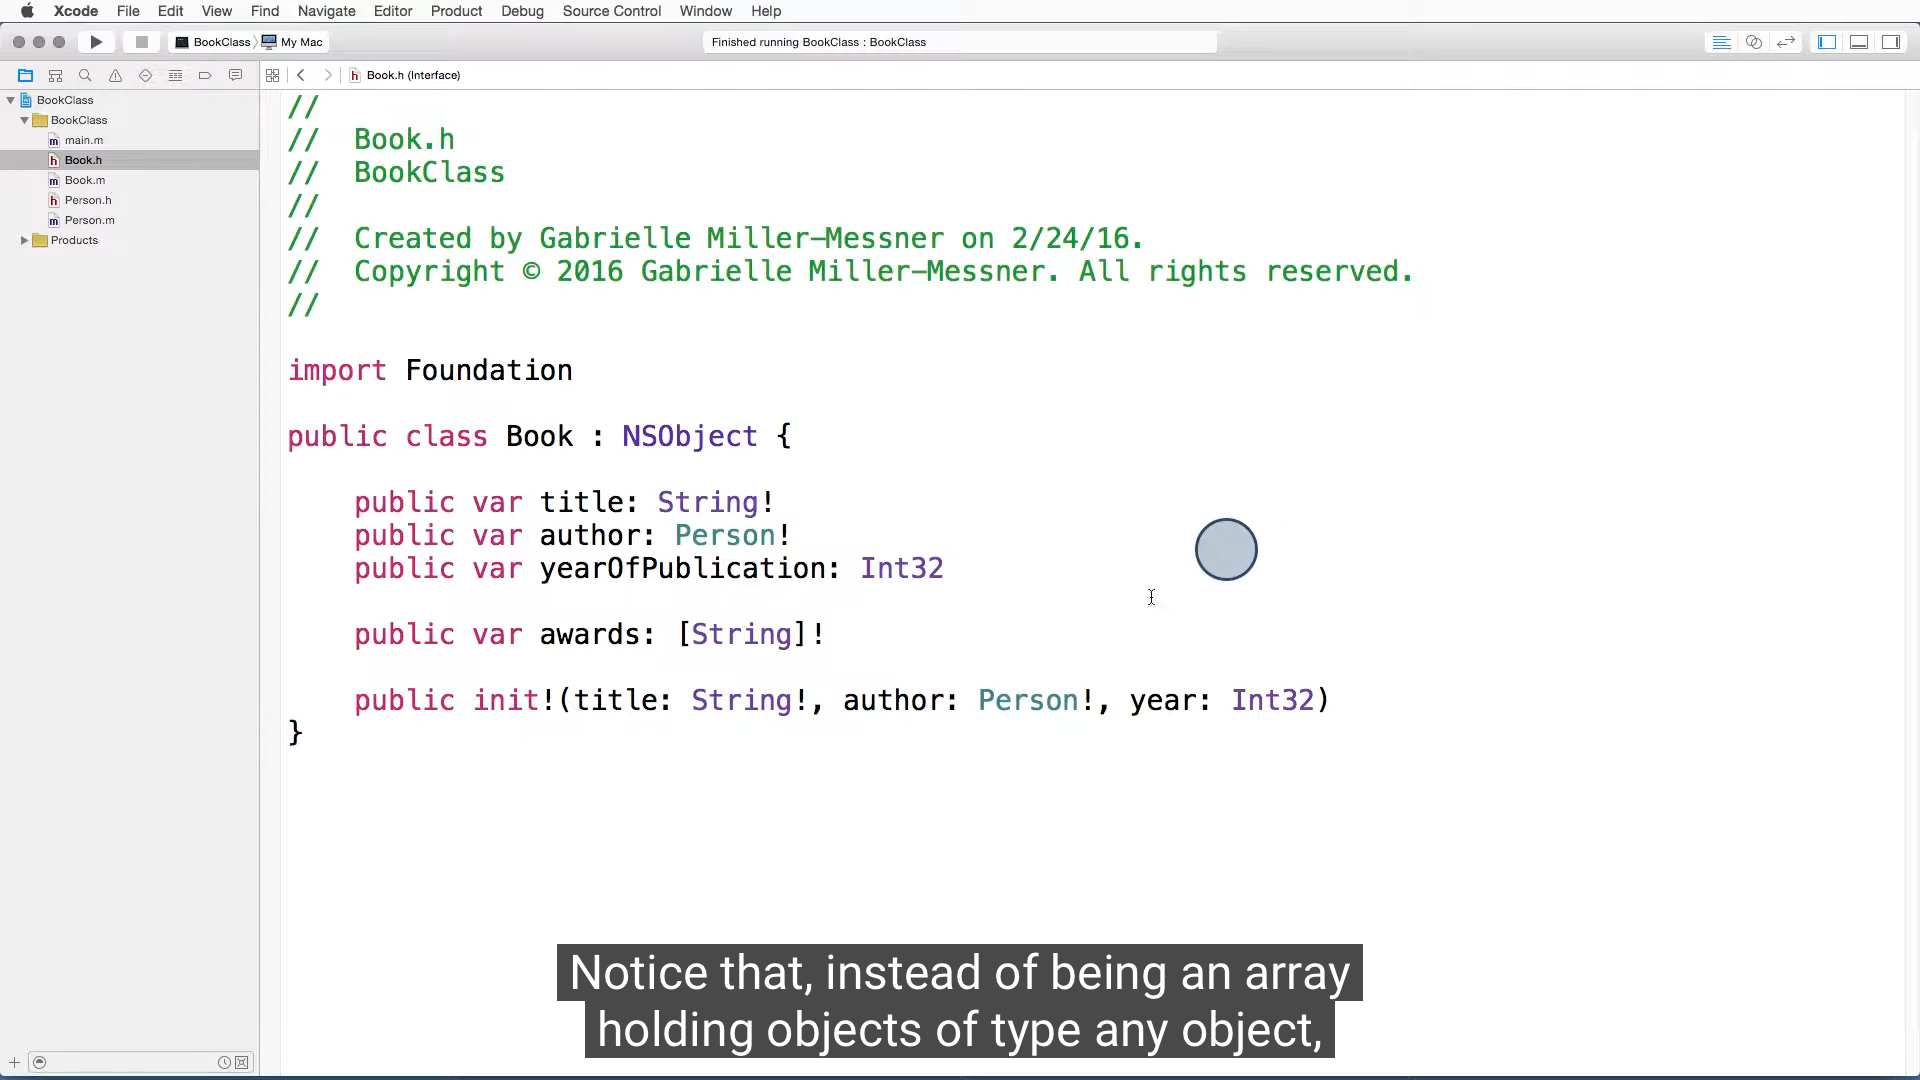 Xcode File Edit View Find Navigate Editor Product Debug Source Control Window Help
BookClass My Mac
Finished running BookClass : BookClass
h Book.h (Interface)
BookClass
BookClass
m main.m
h Book.h
m Book.m
h Person.h
m Person.m
Products
//
// Book.h
// BookClass
//
// Created by Gabrielle Miller-Messner on 2/24/16.
// Copyright © 2016 Gabrielle Miller-Messner. All rights reserved.
//
import Foundation
public class Book : NSObject {
public var title: String!
public var author: Person!
public var yearOfPublication: Int32
public var awards: [String]!
public init!(title: String!, author: Person!, year: Int32)
}
Notice that, instead of being an array
holding objects of type any object,